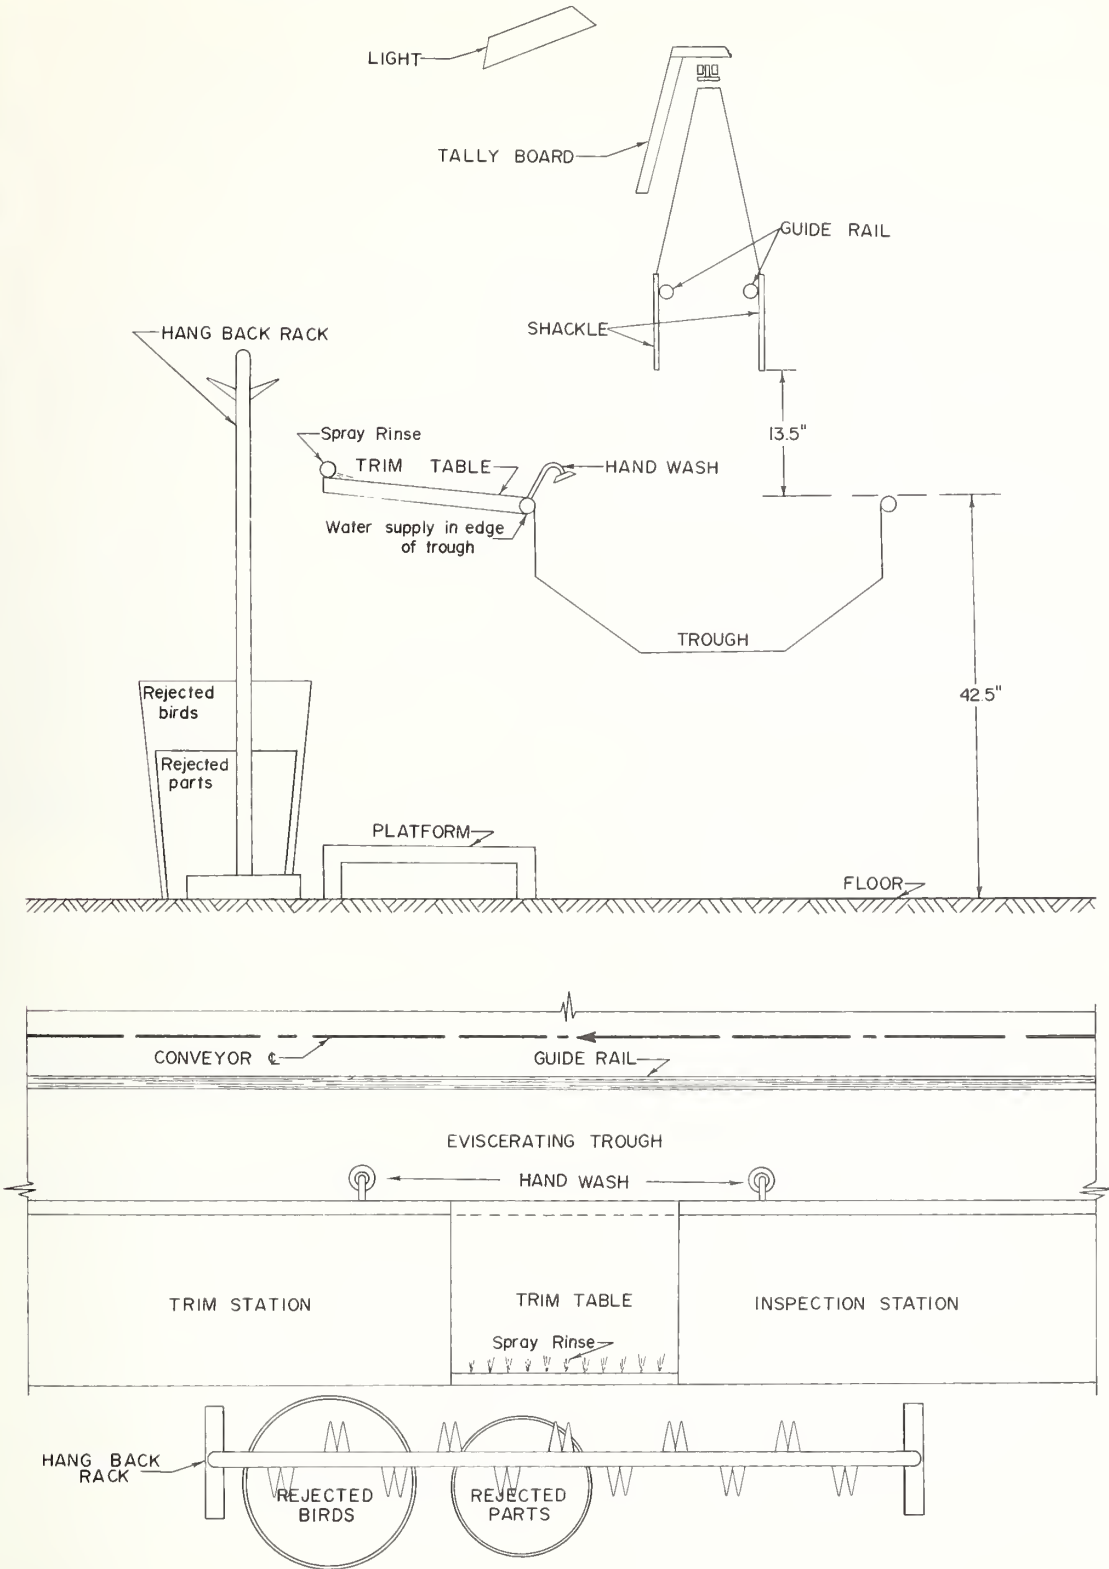 LIGHT
TALLY BOARD
GUIDE RAIL
SHACKLE
HANG BACK RACK
13.5"
Spray Rinse
TRIM TABLE
HAND WASH
Water supply in edge
of trough
TROUGH
Rejected
birds
42.5"
Rejected
parts
PLATFORM
FLOOR
CONVEYOR ℄
GUIDE RAIL
EVISCERATING TROUGH
HAND WASH
TRIM STATION
TRIM TABLE
INSPECTION STATION
Spray Rinse
HANG BACK
RACK
REJECTED
BIRDS
REJECTED
PARTS